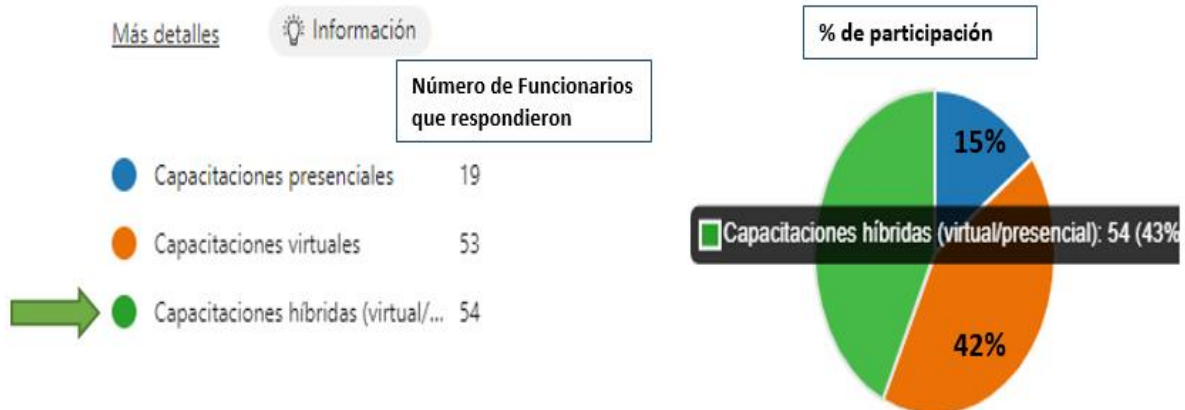 Más detalles
Información
Número de Funcionarios
que respondieron
Capacitaciones presenciales 19
Capacitaciones virtuales 53
Capacitaciones híbridas (virtual/... 54
% de participación
15%
Capacitaciones híbridas (virtual/presencial): 54 (43%
42%